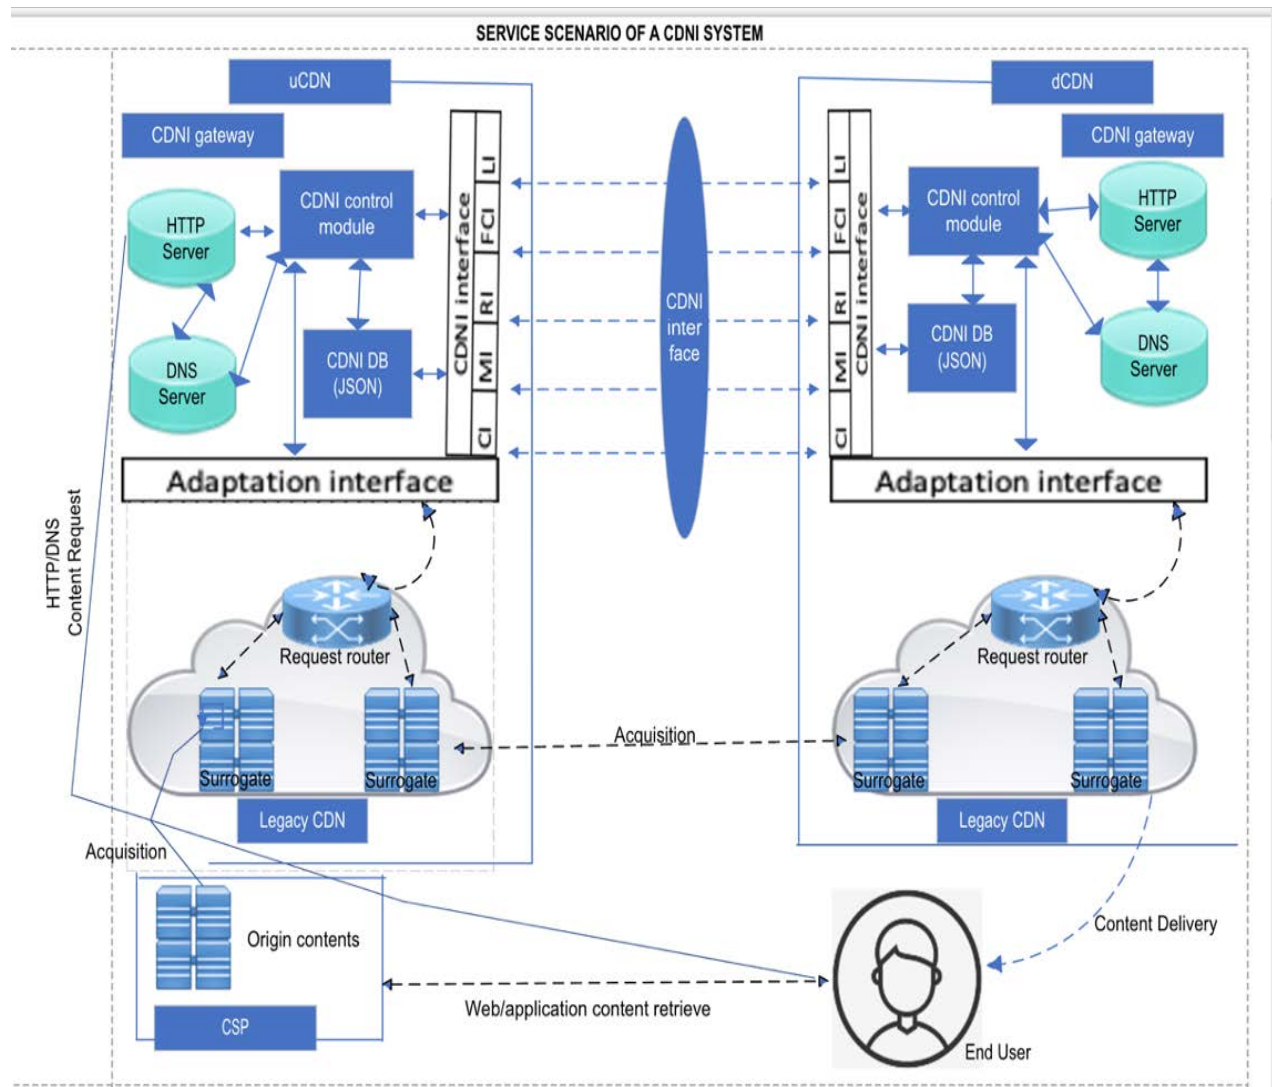 SERVICE SCENARIO OF A CDNI SYSTEM
uCDN
CDNI gateway
HTTP
Server
CDNI control
module
DNS
Server
CDNI DB
(JSON)
CDNI interface
LI
FCI
RI
MI
CI
Adaptation interface
CDNI
inter
face
dCDN
CDNI gateway
LI
FCI
RI
MI
CI
CDNI interface
CDNI control
module
HTTP
Server
CDNI DB
(JSON)
DNS
Server
Adaptation interface
HTTP/DNS
Content Request
Request router
Surrogate
Surrogate
Legacy CDN
Acquisition
Request router
Surrogate
Surrogate
Legacy CDN
Acquisition
Origin contents
CSP
Web/application content retrieve
Content Delivery
End User